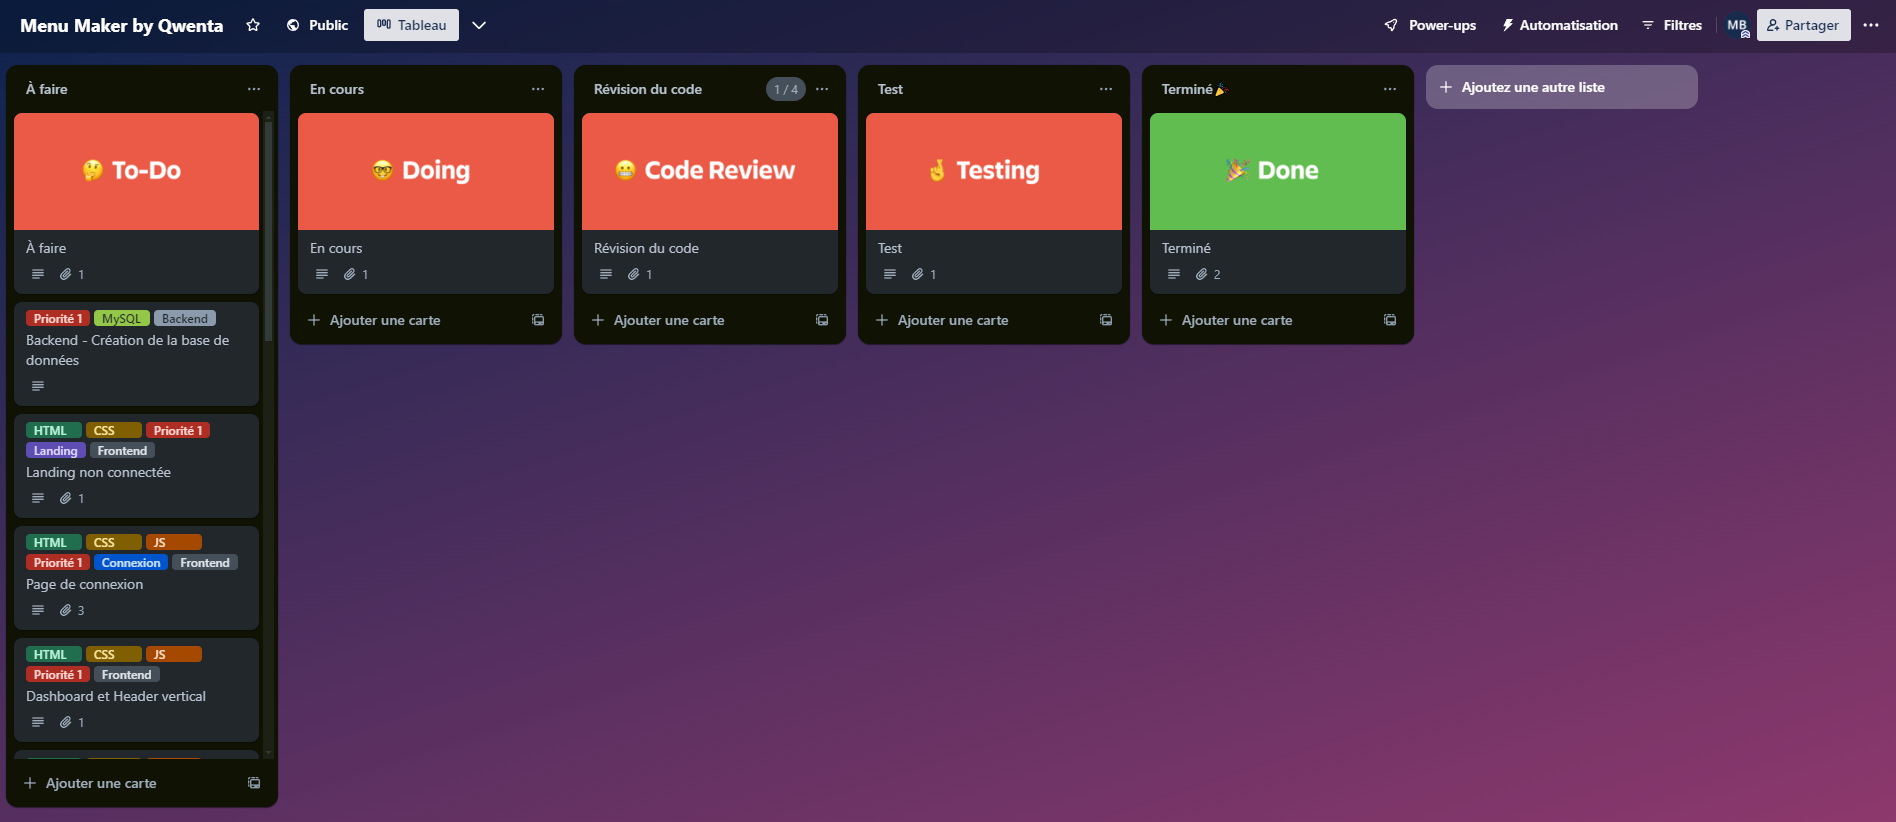 Menu Maker by Qwenta
Public
Tableau
Power-ups
Automatisation
Filtres
MB
Partager
À faire
To-Do
À faire
1
Priorité 1 MySQL Backend
Backend - Création de la base de
données
HTML CSS Priorité 1
Landing Frontend
Landing non connectée
1
HTML CSS JS
Priorité 1 Connexion Frontend
Page de connexion
3
HTML CSS JS
Priorité 1 Frontend
Dashboard et Header vertical
1
Ajouter une carte
En cours
Doing
En cours
1
Ajouter une carte
Révision du code
1 / 4
Code Review
Révision du code
1
Ajouter une carte
Test
Testing
Test
1
Ajouter une carte
Terminé🎉
Done
Terminé
2
Ajouter une carte
Ajoutez une autre liste